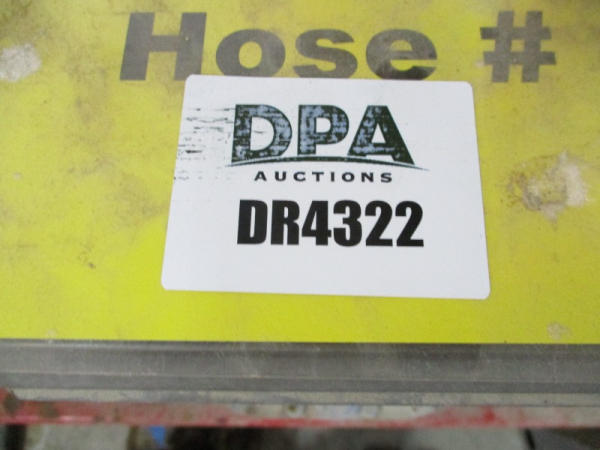 Hose #
DPA
AUCTIONS
DR4322